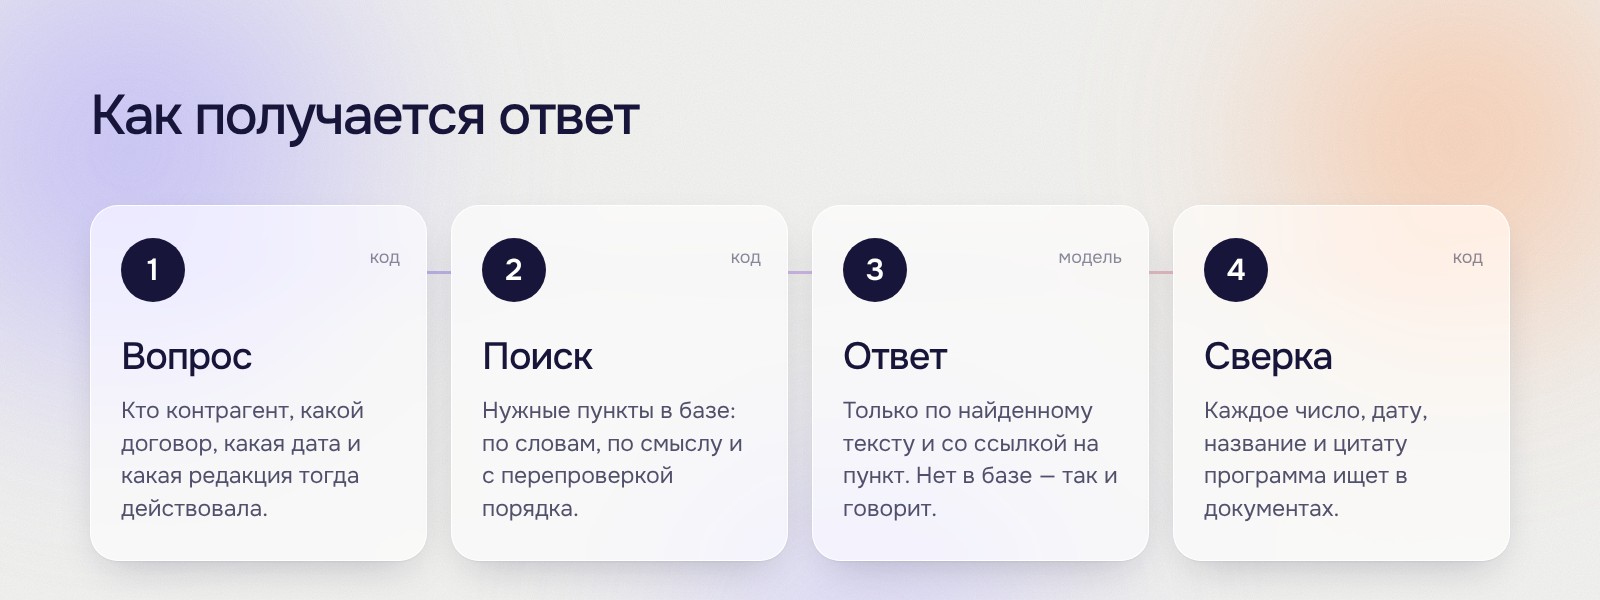 Как получается ответ
1
код
Вопрос
Кто контрагент, какой
договор, какая дата и
какая редакция тогда
действовала.
2
код
Поиск
Нужные пункты в базе:
по словам, по смыслу и
с перепроверкой
порядка.
3
модель
Ответ
Только по найденному
тексту и со ссылкой на
пункт. Нет в базе — так и
говорит.
4
код
Сверка
Каждое число, дату,
название и цитату
программа ищет в
документах.